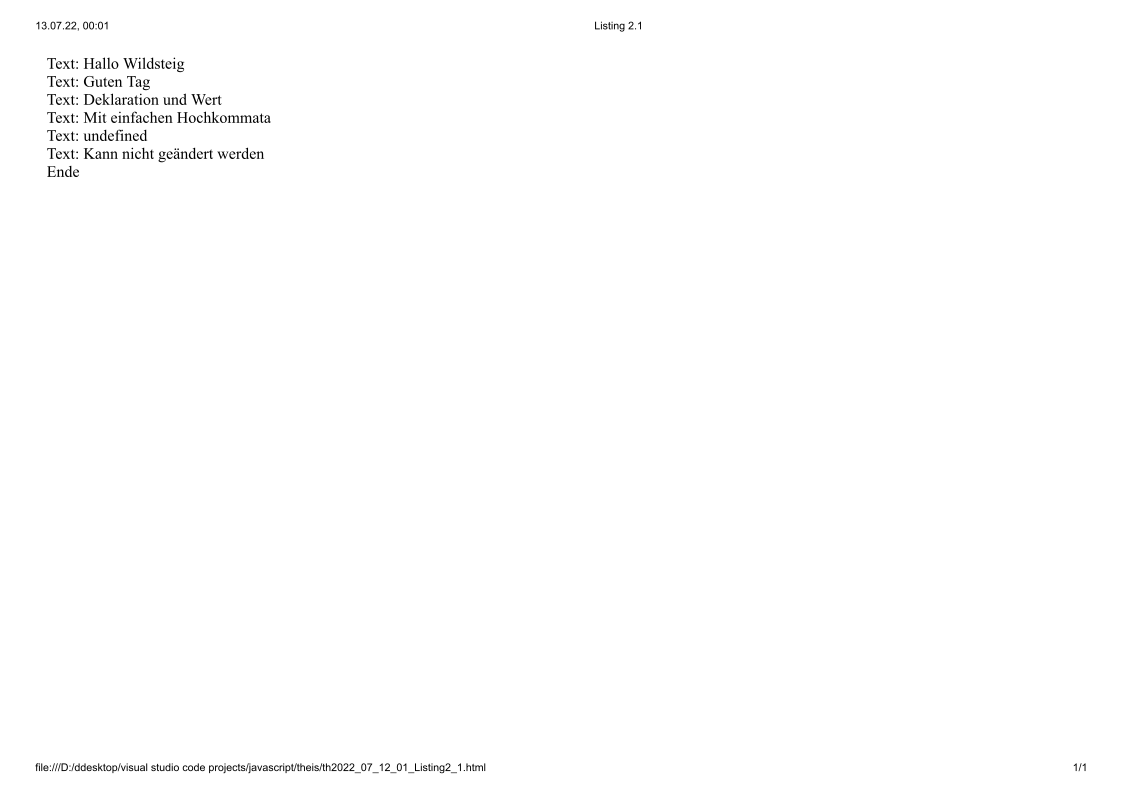 13.07.22, 00:01 Listing 2.1
Text: Hallo Wildsteig
Text: Guten Tag
Text: Deklaration und Wert
Text: Mit einfachen Hochkommata
Text: undefined
Text: Kann nicht geändert werden
Ende
file:///D:/ddesktop/visual studio code projects/javascript/theis/th2022_07_12_01_Listing2_1.html 1/1